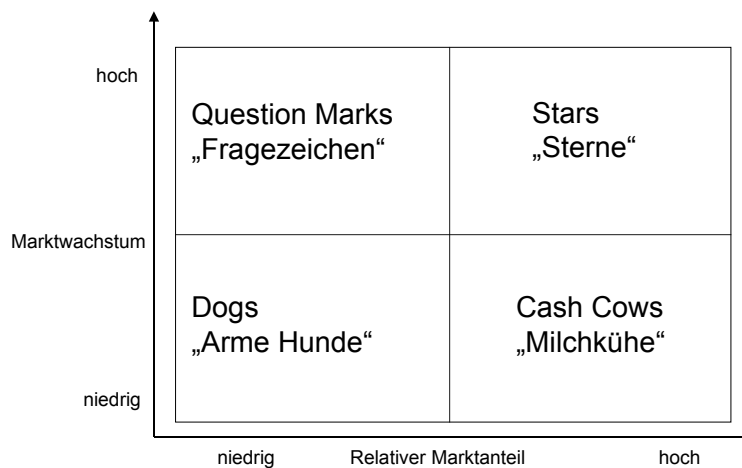 hoch
Question Marks
„Fragezeichen“
Stars
„Sterne“
Marktwachstum
Dogs
„Arme Hunde“
Cash Cows
„Milchkühe“
niedrig
niedrig
Relativer Marktanteil
hoch